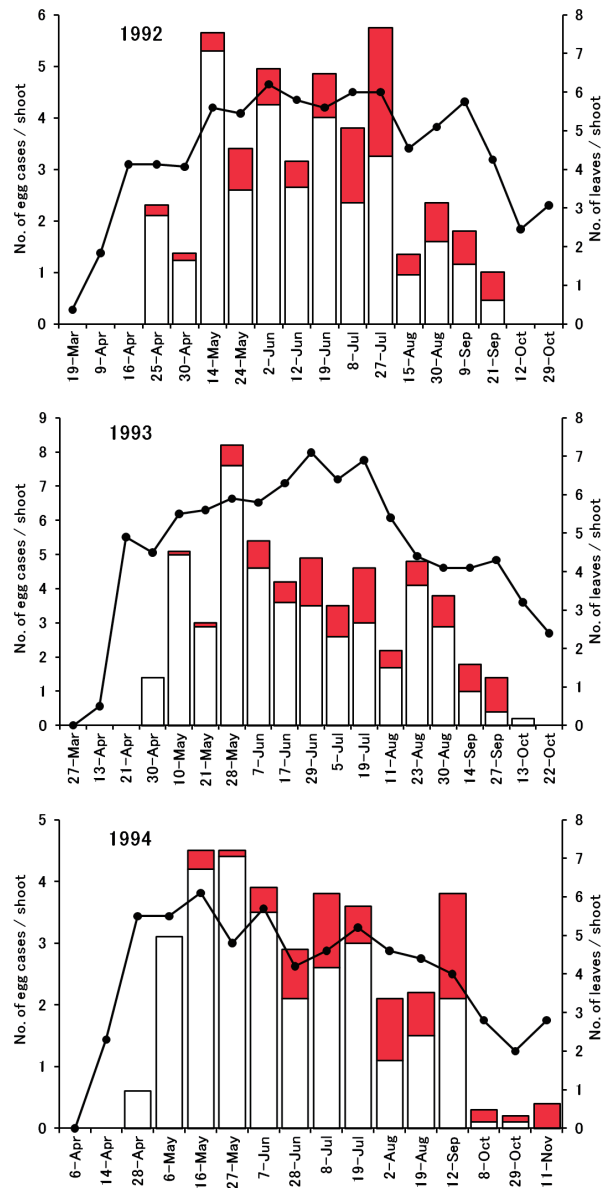 1992
No. of egg cases / shoot
6
5
4
3
2
1
0
No. of leaves / shoot
8
7
6
5
4
3
2
1
0
19-Mar
9-Apr
16-Apr
25-Apr
30-Apr
14-May
24-May
2-Jun
12-Jun
19-Jun
8-Jul
27-Jul
15-Aug
30-Aug
9-Sep
21-Sep
12-Oct
29-Oct
1993
No. of egg cases / shoot
9
8
7
6
5
4
3
2
1
0
No. of leaves / shoot
8
7
6
5
4
3
2
1
0
27-Mar
13-Apr
21-Apr
30-Apr
10-May
21-May
28-May
7-Jun
17-Jun
29-Jun
5-Jul
19-Jul
11-Aug
23-Aug
30-Aug
14-Sep
27-Sep
13-Oct
22-Oct
1994
No. of egg cases / shoot
5
4
3
2
1
0
No. of leaves / shoot
8
7
6
5
4
3
2
1
0
6-Apr
14-Apr
28-Apr
6-May
16-May
27-May
7-Jun
28-Jun
8-Jul
19-Jul
2-Aug
19-Aug
12-Sep
8-Oct
29-Oct
11-Nov